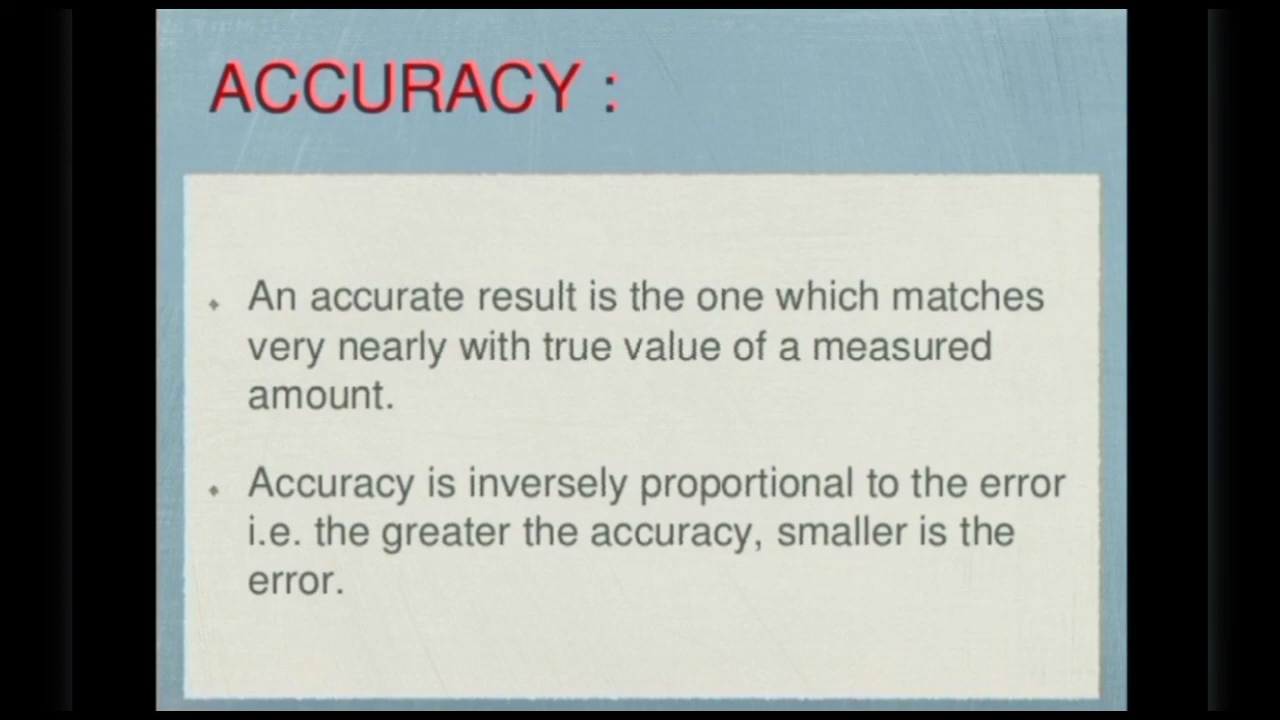 ACCURACY :
An accurate result is the one which matches
very nearly with true value of a measured
amount.
Accuracy is inversely proportional to the error
i.e. the greater the accuracy, smaller is the
error.